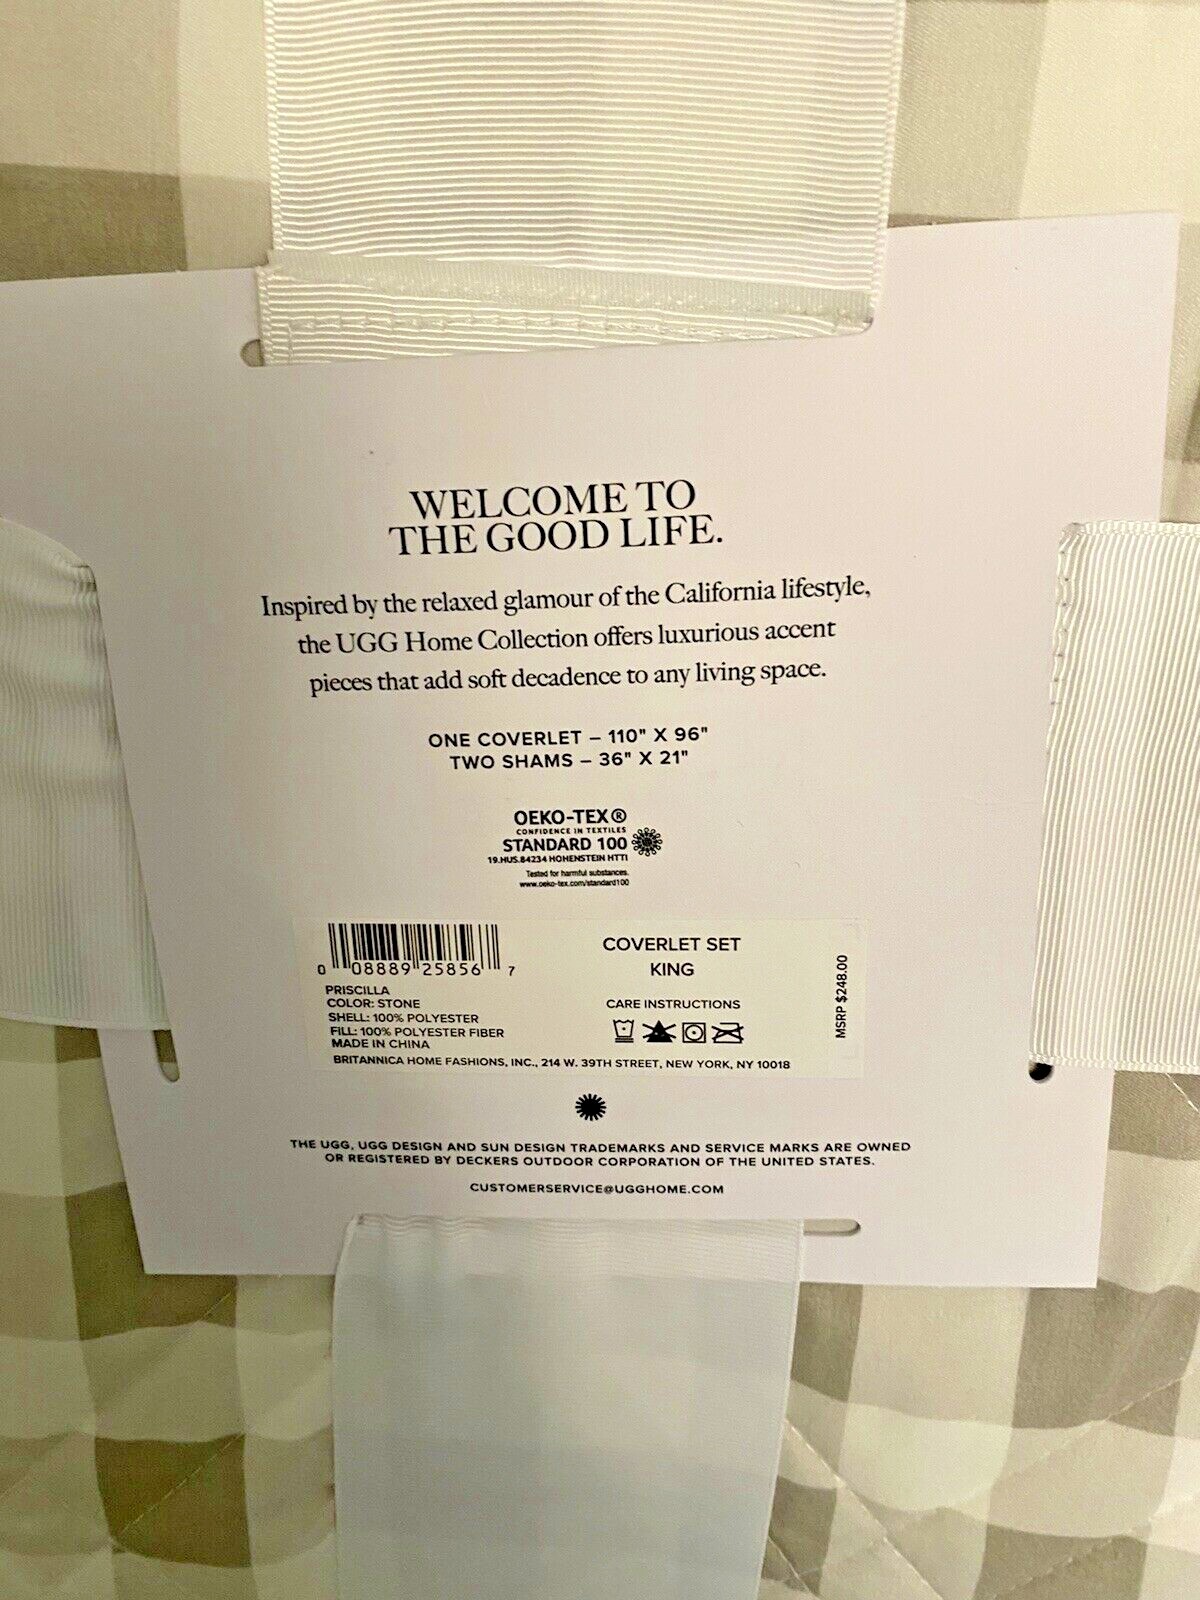 WELCOME TO
THE GOOD LIFE.
Inspired by the relaxed glamour of the California lifestyle,
the UGG Home Collection offers luxurious accent
pieces that add soft decadence to any living space.
ONE COVERLET – 110" X 96"
TWO SHAMS – 36" X 21"
OEKO-TEX®
CONFIDENCE IN TEXTILES
STANDARD 100
19.HUS.84234 HOHENSTEIN HTTI
Tested for harmful substances.
www.oeko-tex.com/standard100
0 08889 25856 7
PRISCILLA
COLOR: STONE
SHELL: 100% POLYESTER
FILL: 100% POLYESTER FIBER
MADE IN CHINA
COVERLET SET
KING
CARE INSTRUCTIONS
MSRP $248.00
BRITANNICA HOME FASHIONS, INC., 214 W. 39TH STREET, NEW YORK, NY 10018
THE UGG, UGG DESIGN AND SUN DESIGN TRADEMARKS AND SERVICE MARKS ARE OWNED
OR REGISTERED BY DECKERS OUTDOOR CORPORATION OF THE UNITED STATES.
CUSTOMERSERVICE@UGGHOME.COM